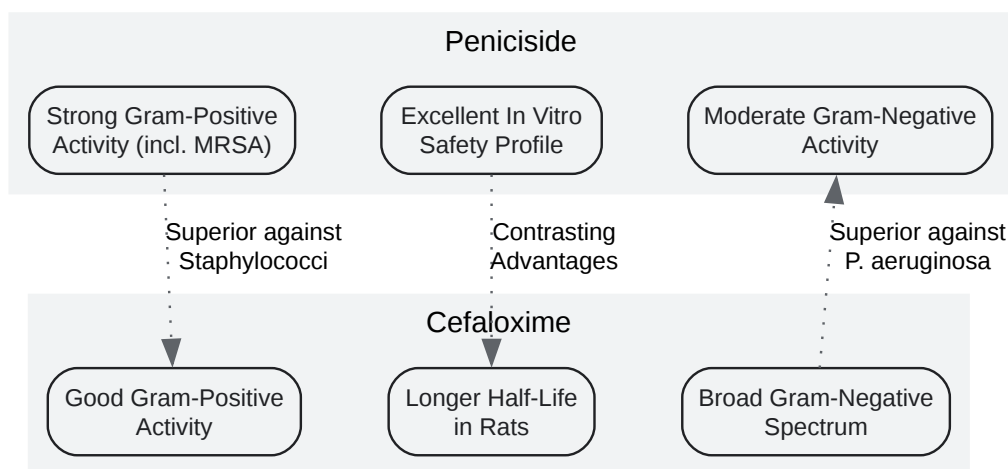 Peniciside
Strong Gram-Positive
Activity (incl. MRSA)
Excellent In Vitro
Safety Profile
Moderate Gram-Negative
Activity
Superior against
Staphylococci
Contrasting
Advantages
Superior against
P. aeruginosa
Cefaloxime
Good Gram-Positive
Activity
Longer Half-Life
in Rats
Broad Gram-Negative
Spectrum